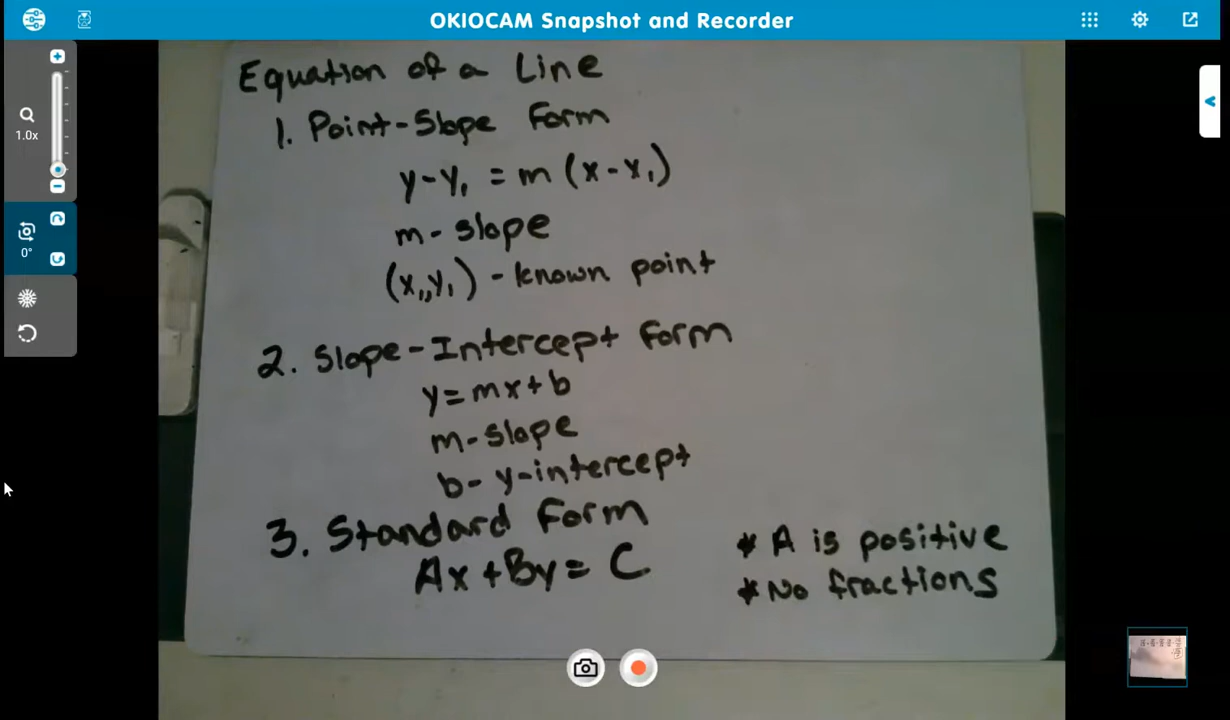 OKIOCAM Snapshot and Recorder
1.0x
0°
Equation of a Line
1. Point-Slope Form
y-y₁ = m (x-x₁)
m- slope
(x₁,y₁) - known point
2. Slope-Intercept Form
y=mx+b
m-slope
b- y-intercept
3. Standard Form
Ax+By= C
* A is positive
* No fractions